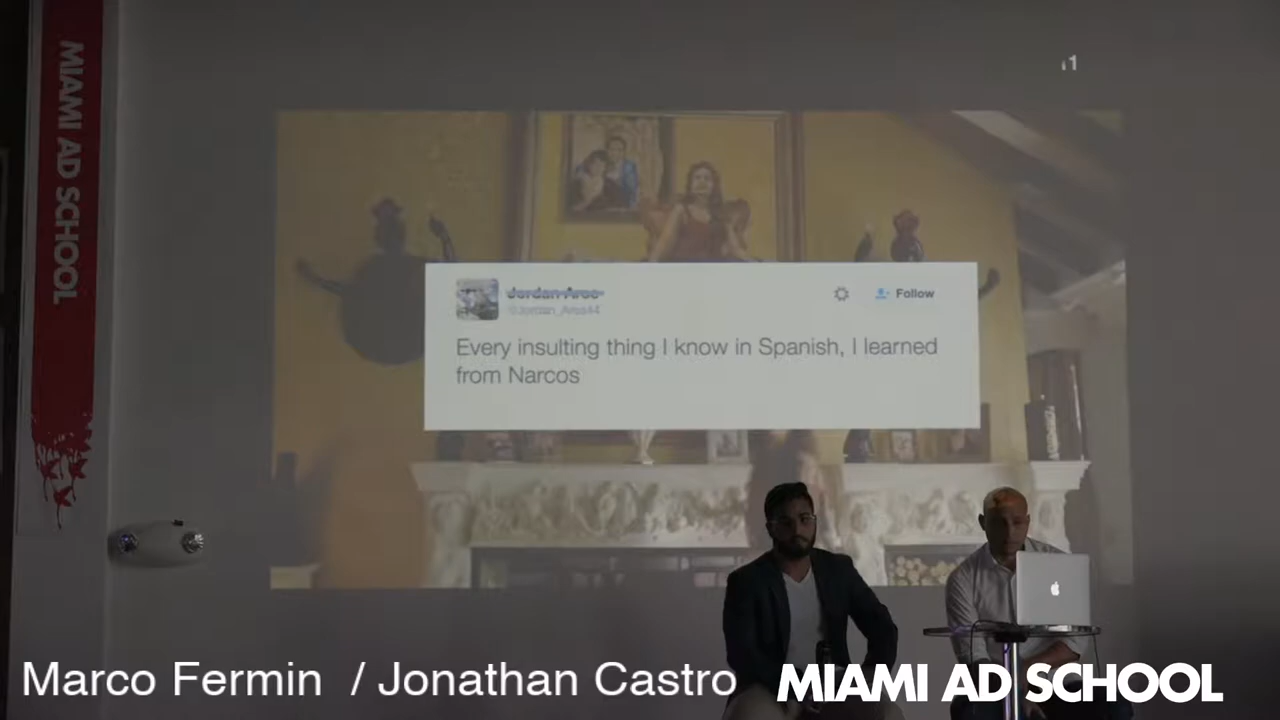 MIAMI AD SCHOOL
Follow
Every insulting thing I know in Spanish, I learned
from Narcos
Marco Fermin / Jonathan Castro
MIAMI AD SCHOOL